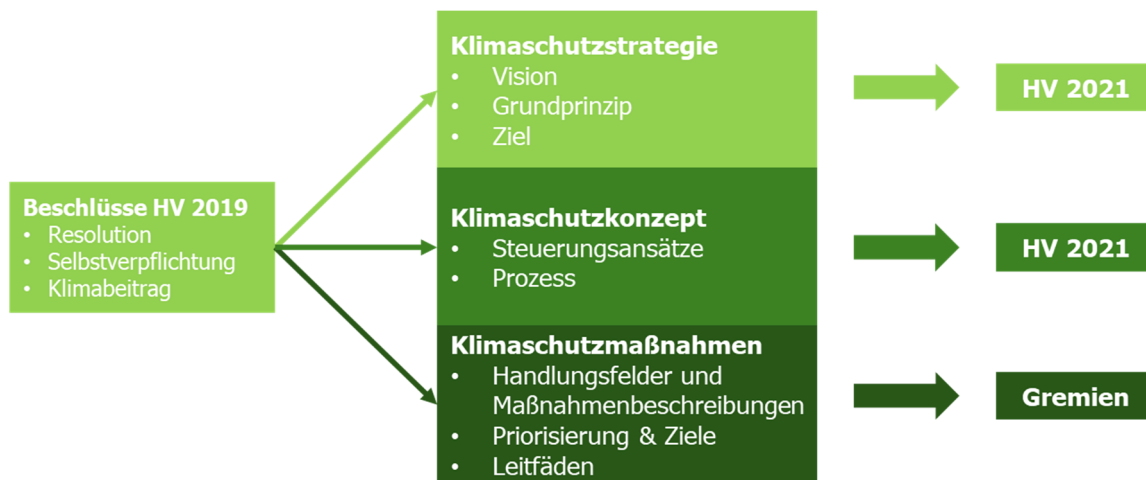 Beschlüsse HV 2019
• Resolution
• Selbstverpflichtung
• Klimabeitrag
Klimaschutzstrategie
• Vision
• Grundprinzip
• Ziel
HV 2021
Klimaschutzkonzept
• Steuerungsansätze
• Prozess
HV 2021
Klimaschutzmaßnahmen
• Handlungsfelder und
Maßnahmenbeschreibungen
• Priorisierung & Ziele
• Leitfäden
Gremien